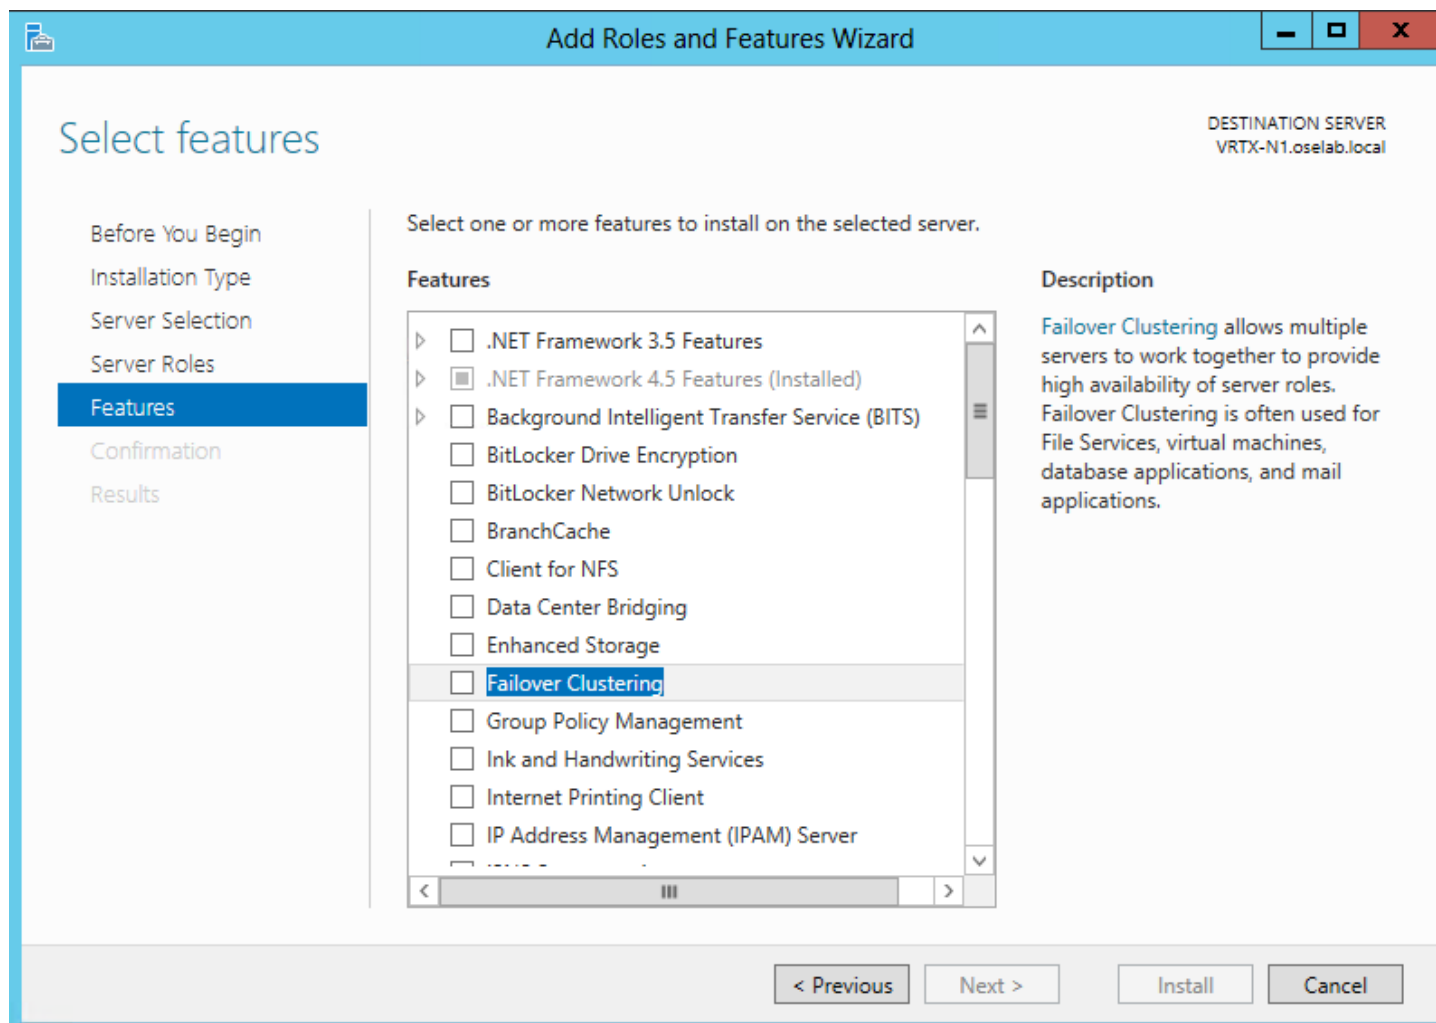 Add Roles and Features Wizard
Select features
DESTINATION SERVER
VRTX-N1.oselab.local
Before You Begin
Installation Type
Server Selection
Server Roles
Features
Confirmation
Results
Select one or more features to install on the selected server.
Features
.NET Framework 3.5 Features
.NET Framework 4.5 Features (Installed)
Background Intelligent Transfer Service (BITS)
BitLocker Drive Encryption
BitLocker Network Unlock
BranchCache
Client for NFS
Data Center Bridging
Enhanced Storage
Failover Clustering
Group Policy Management
Ink and Handwriting Services
Internet Printing Client
IP Address Management (IPAM) Server
Description
Failover Clustering allows multiple
servers to work together to provide
high availability of server roles.
Failover Clustering is often used for
File Services, virtual machines,
database applications, and mail
applications.
< Previous
Next >
Install
Cancel